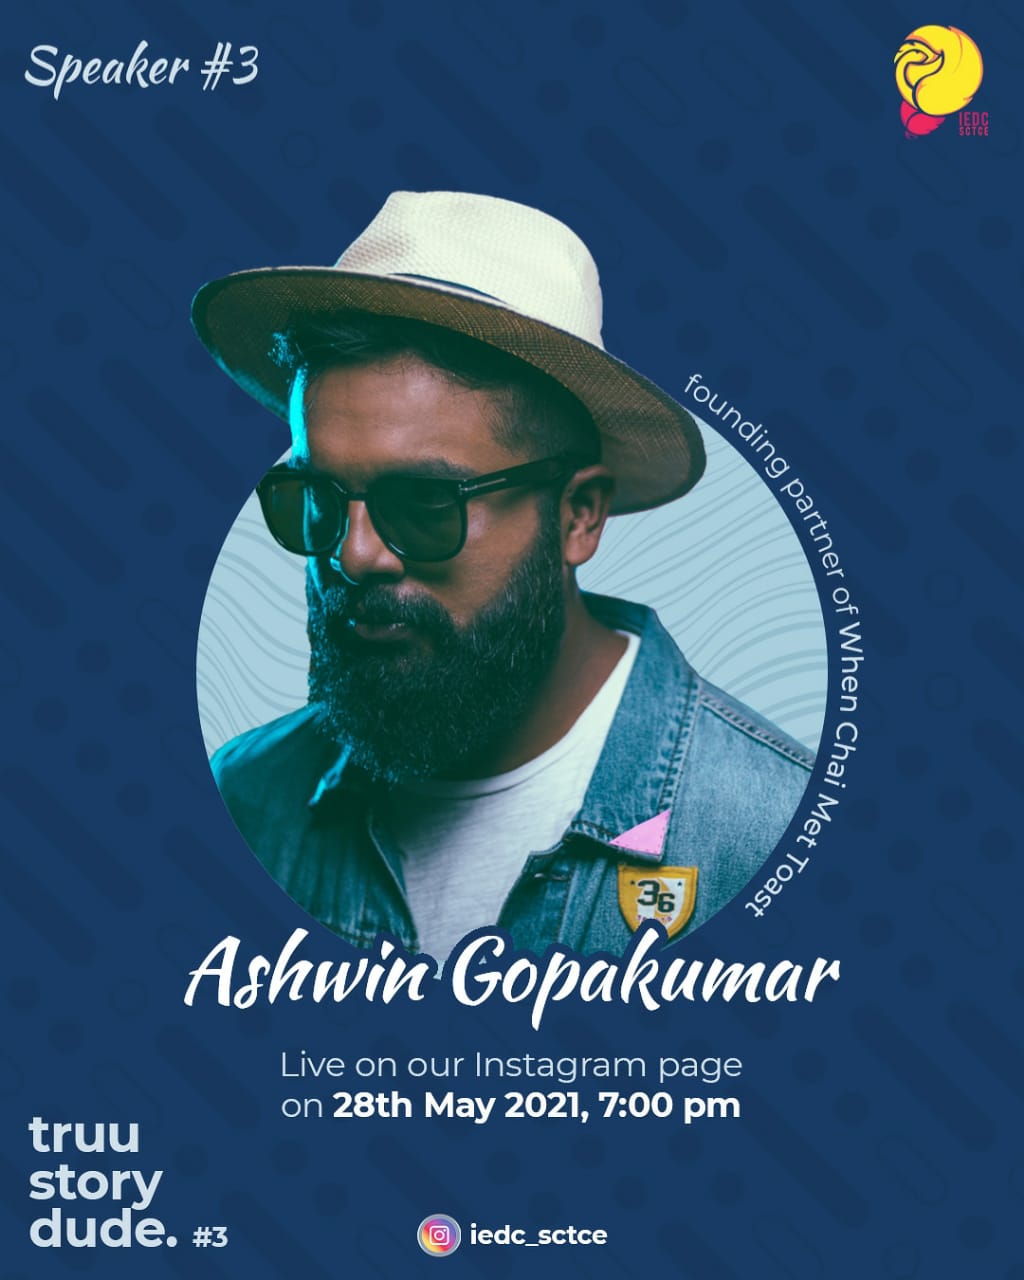 Speaker #3
IEDC
SCTCE
founding partner of When Chai Met Toast
36
Ashwin Gopakumar
Live on our Instagram page
on 28th May 2021, 7:00 pm
truu
story
dude. #3
iedc_sctce